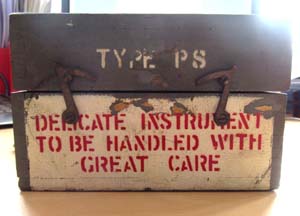 TYPE PS
DELICATE INSTRUMENT
TO BE HANDLED WITH
GREAT CARE